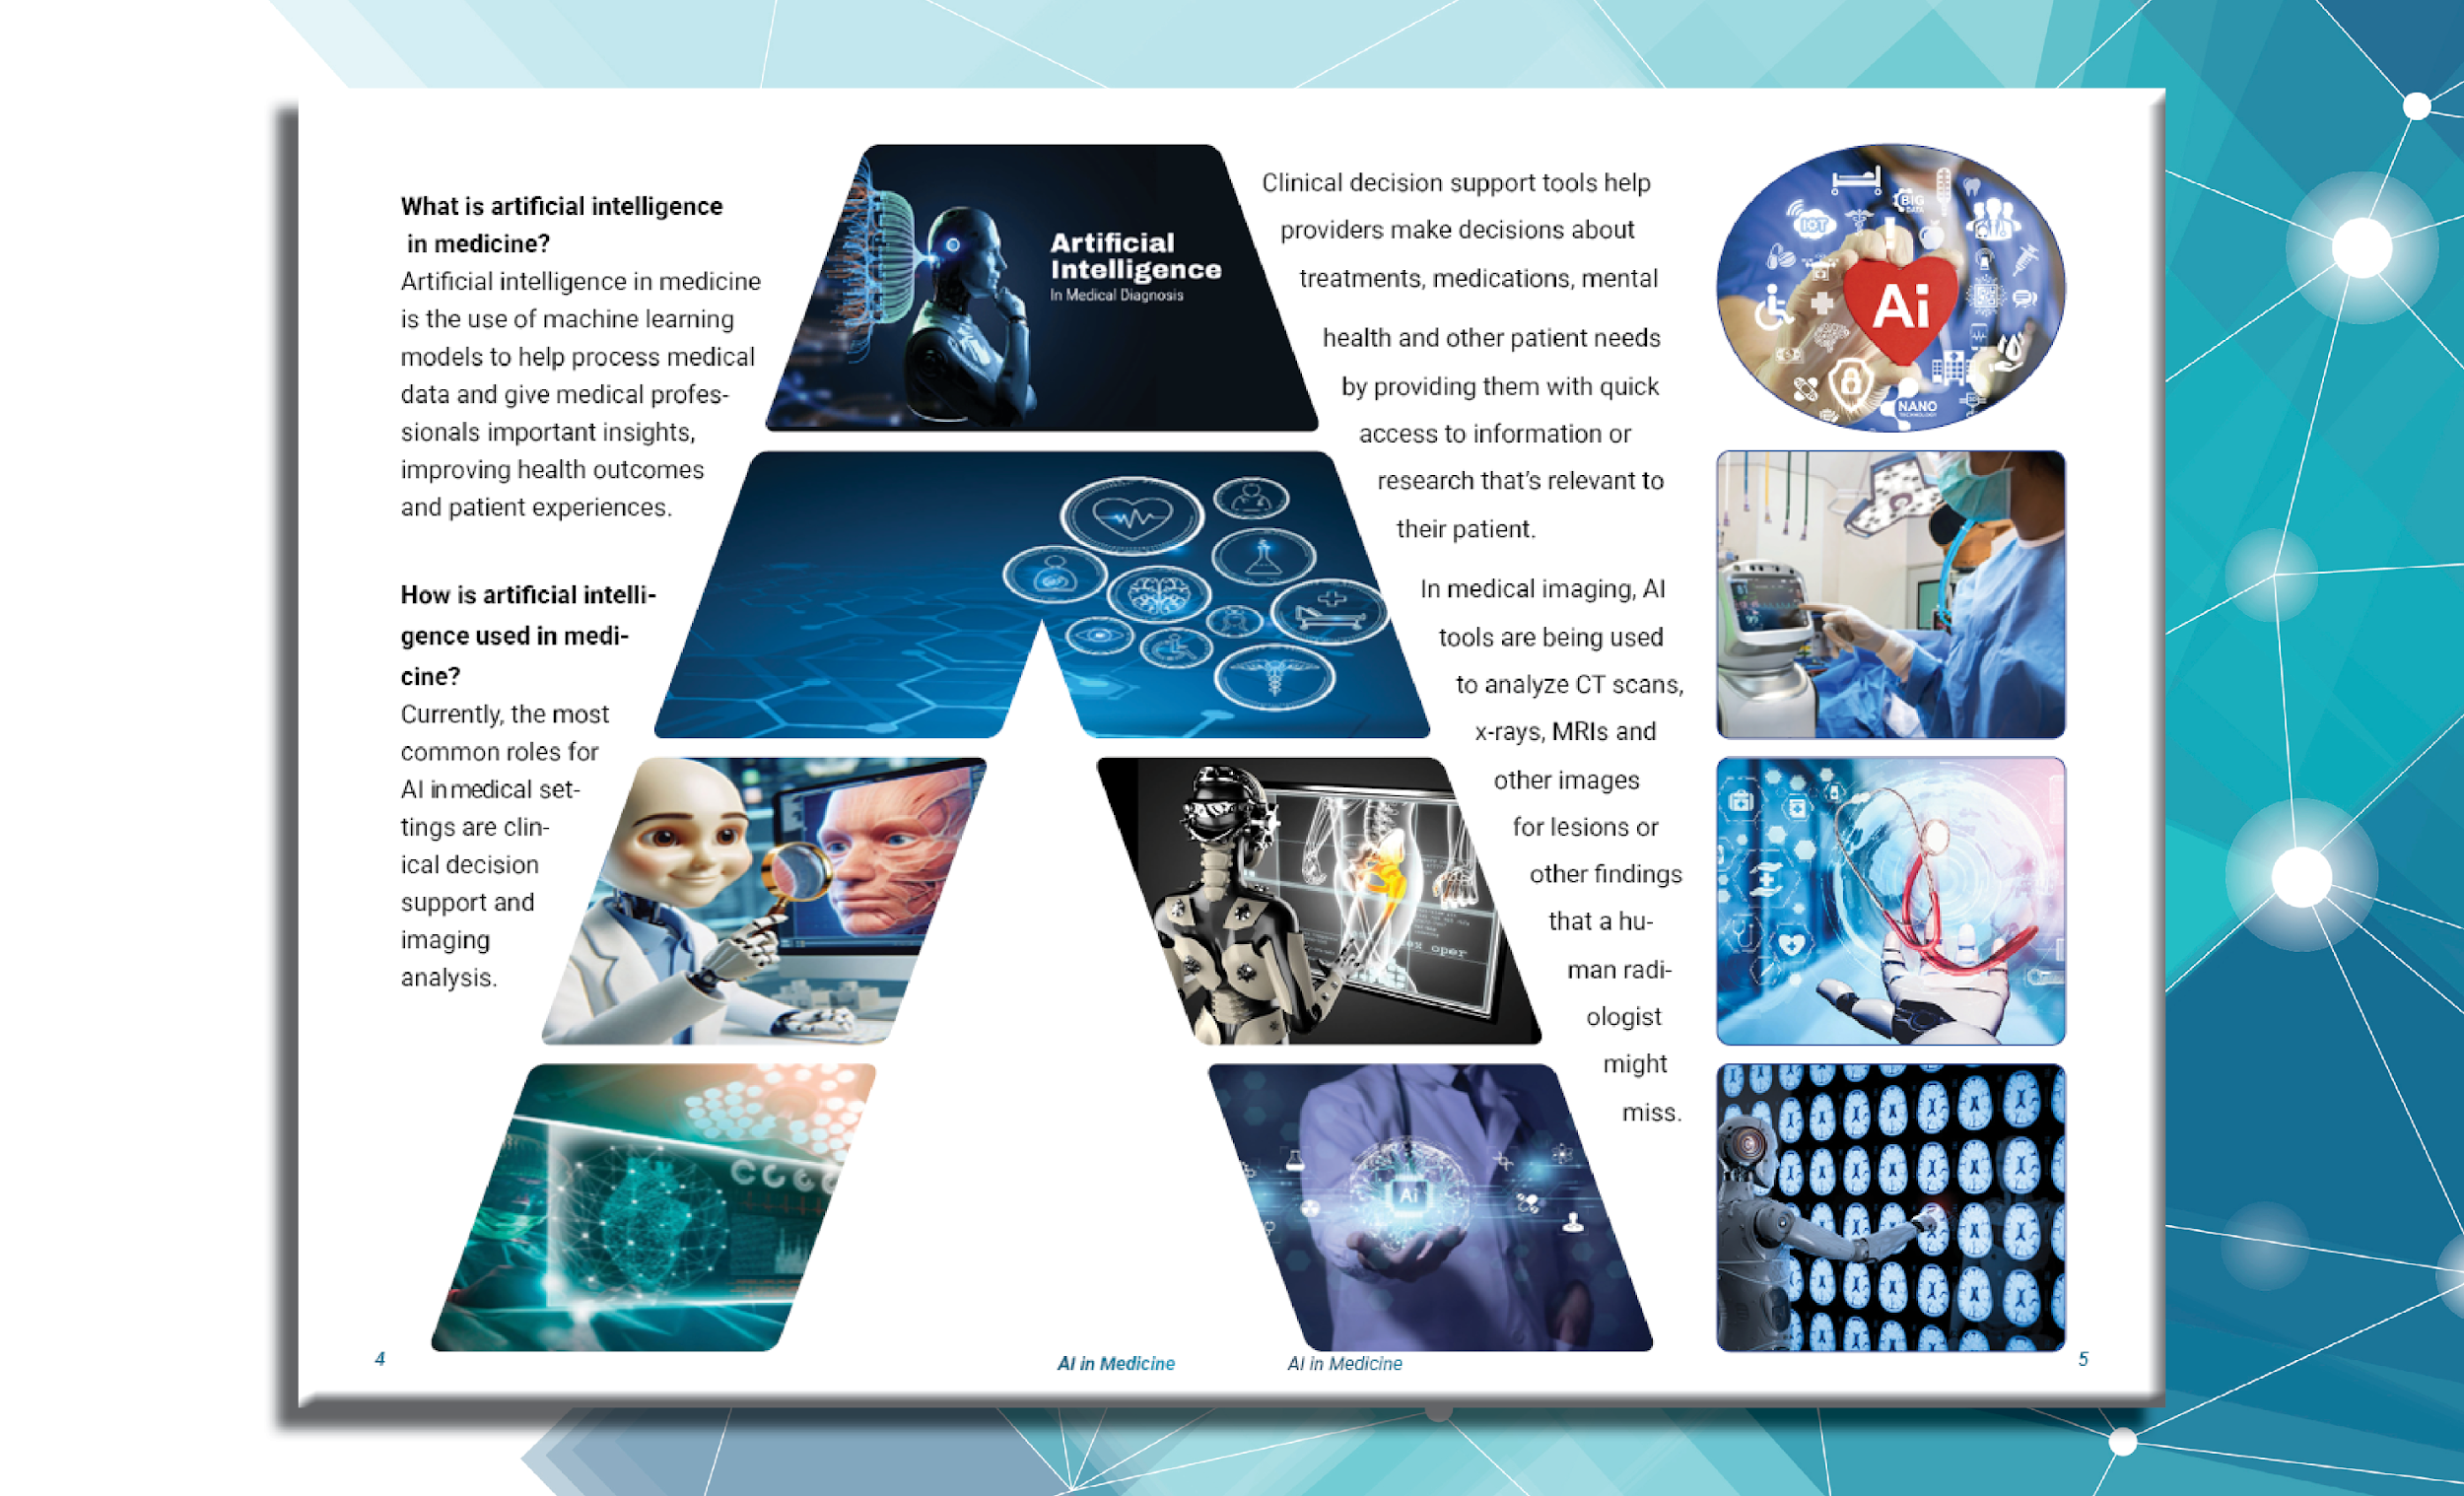 What is artificial intelligence
in medicine?
Artificial intelligence in medicine
is the use of machine learning
models to help process medical
data and give medical profes-
sionals important insights,
improving health outcomes
and patient experiences.
How is artificial intelli-
gence used in medi-
cine?
Currently, the most
common roles for
AI inmedical set-
tings are clin-
ical decision
support and
imaging
analysis.
Artificial
Intelligence
In Medical Diagnosis
Clinical decision support tools help
providers make decisions about
treatments, medications, mental
health and other patient needs
by providing them with quick
access to information or
research that's relevant to
their patient.
In medical imaging, AI
tools are being used
to analyze CT scans,
x-rays, MRIs and
other images
for lesions or
other findings
that a hu-
man radi-
ologist
might
miss.
BIG
DATA
IOT
Ai
NANO
TECHNOLOGY
oper
Ai
4
AI in Medicine
AI in Medicine
5